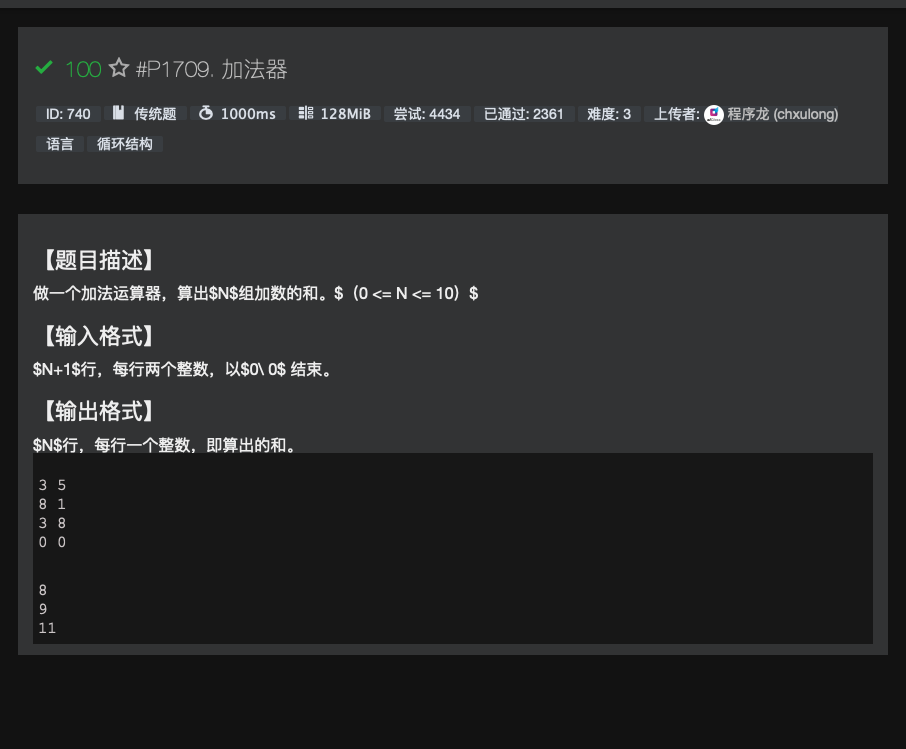 100 #P1709. 加法器
ID: 740 传统题 1000ms 128MiB 尝试: 4434 已通过: 2361 难度: 3 上传者: 程序龙 (chxulong)
语言 循环结构
【题目描述】
做一个加法运算器，算出$N$组加数的和。$（0 <= N <= 10）$
【输入格式】
$N+1$行，每行两个整数，以$0\ 0$ 结束。
【输出格式】
$N$行，每行一个整数，即算出的和。
3 5
8 1
3 8
0 0
8
9
11